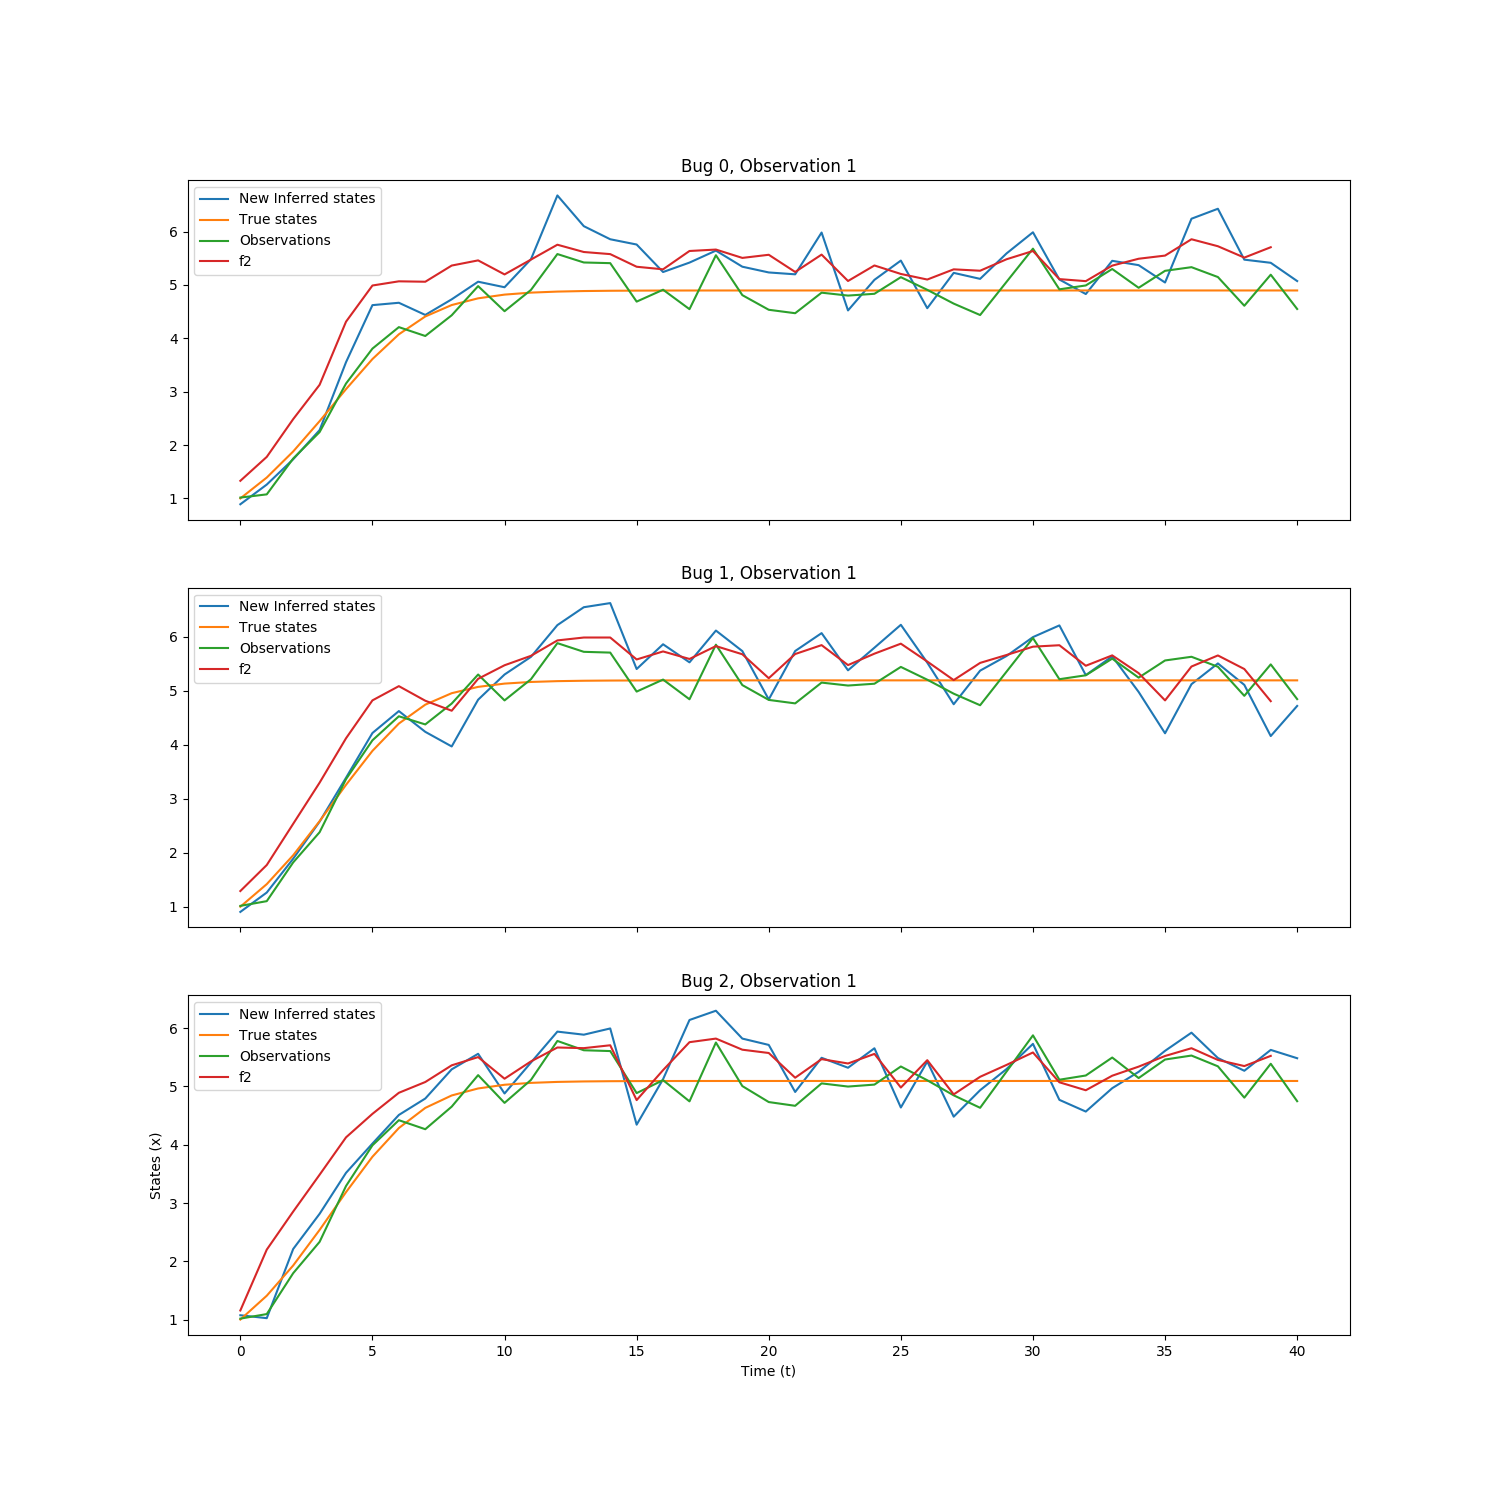 Bug 0, Observation 1
New Inferred states
True states
Observations
f2
6
5
4
3
2
1
Bug 1, Observation 1
New Inferred states
True states
Observations
f2
6
5
4
3
2
1
Bug 2, Observation 1
New Inferred states
True states
Observations
f2
6
5
4
3
2
1
States (x)
0 5 10 15 20 25 30 35 40
Time (t)